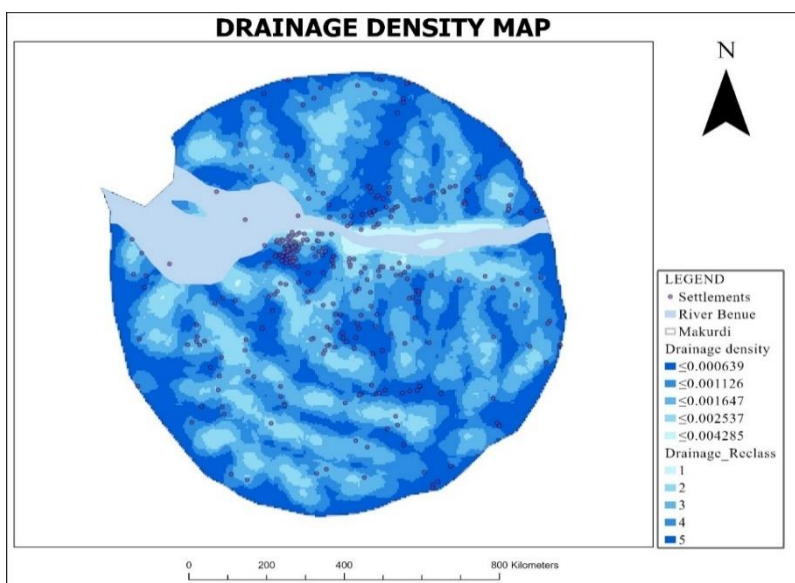 DRAINAGE DENSITY MAP
N
LEGEND
Settlements
River Benue
Makurdi
Drainage density
≤0.000639
≤0.001126
≤0.001647
≤0.002537
≤0.004285
Drainage_Reclass
1
2
3
4
5
0 200 400 800 Kilometers